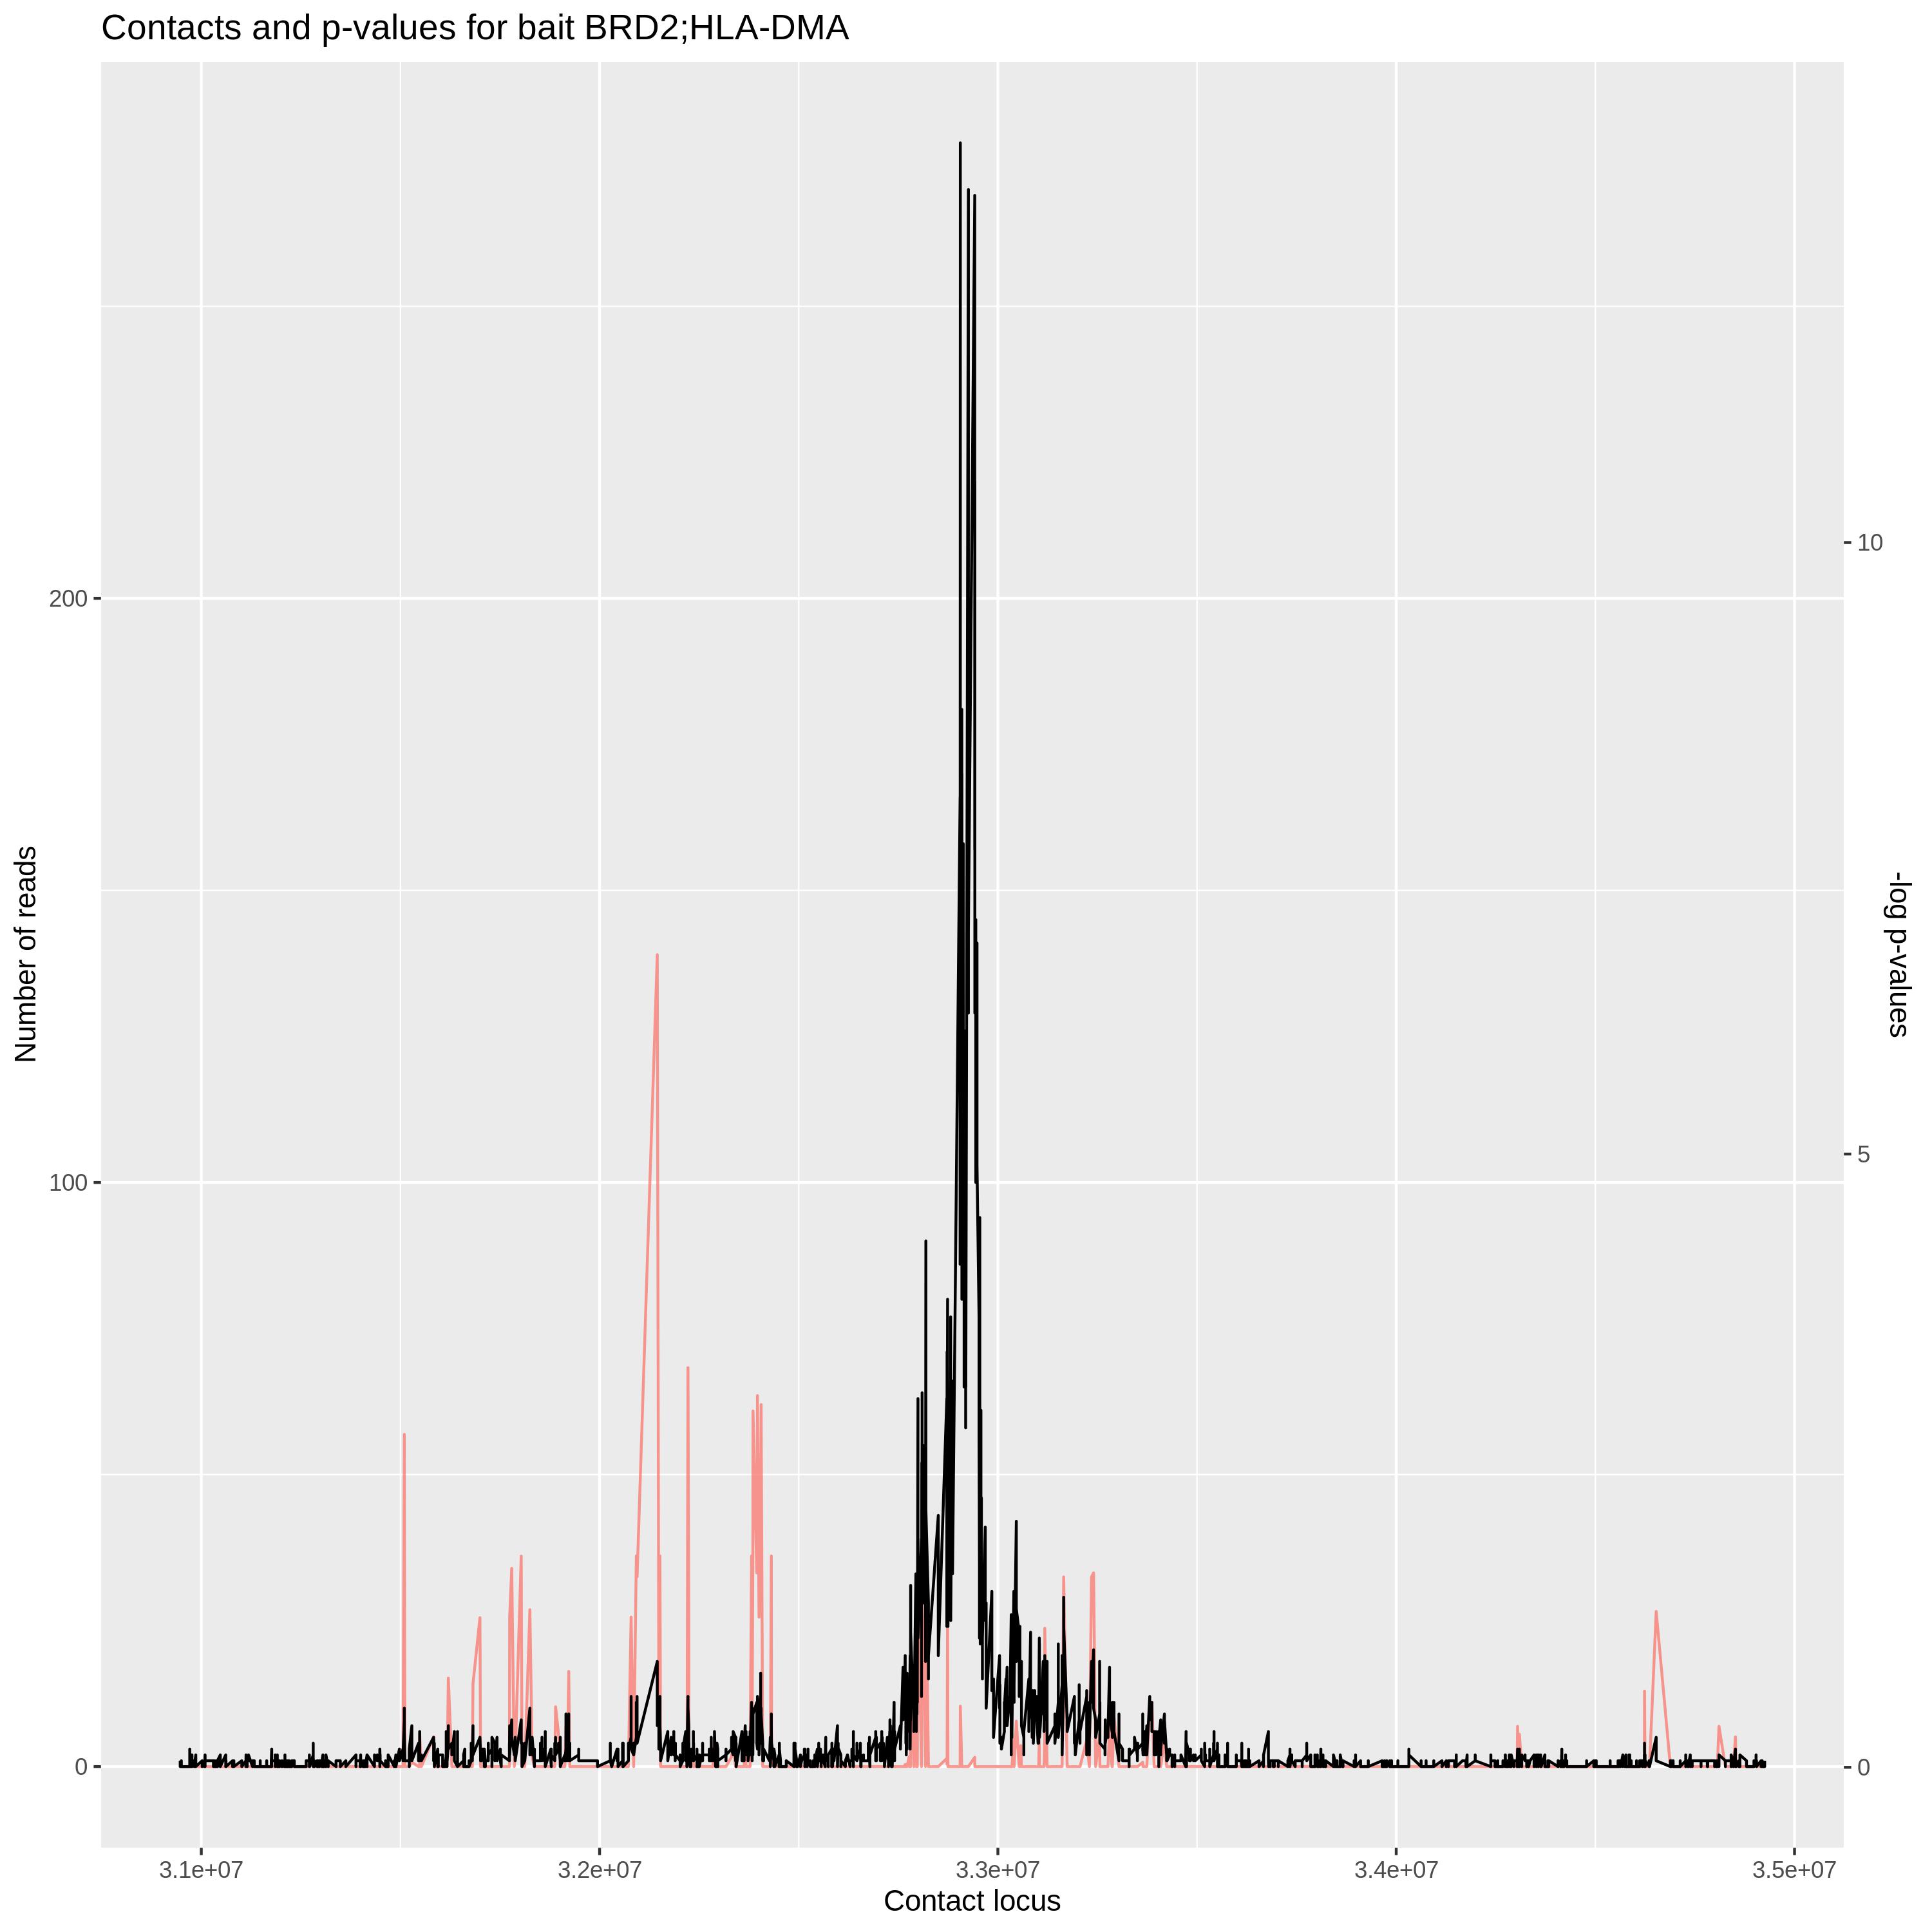 Contacts and p-values for bait BRD2;HLA-DMA
Number of reads
200
100
0
10
5
0
-log p-values
3.1e+07
3.2e+07
3.3e+07
3.4e+07
3.5e+07
Contact locus